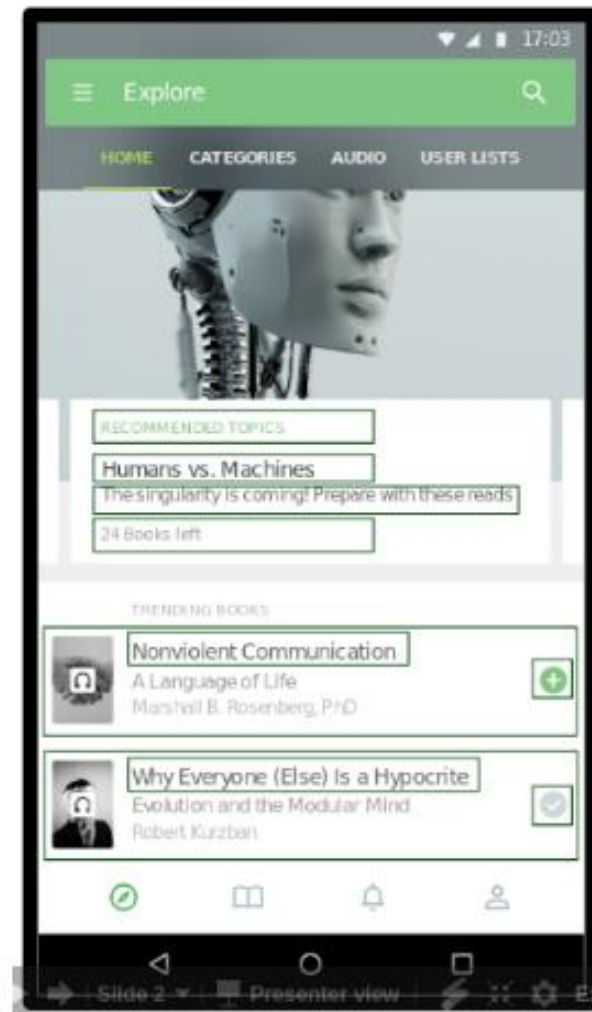 17:03
Explore
HOME CATEGORIES AUDIO USER LISTS
RECOMMENDED TOPICS
Humans vs. Machines
The singularity is coming! Prepare with these reads
24 Books left
TRENDING BOOKS
Nonviolent Communication
A Language of Life
Marshall B. Rosenberg, PhD
Why Everyone (Else) Is a Hypocrite
Evolution and the Modular Mind
Robert Kurzban
Slide 2 Presenter view